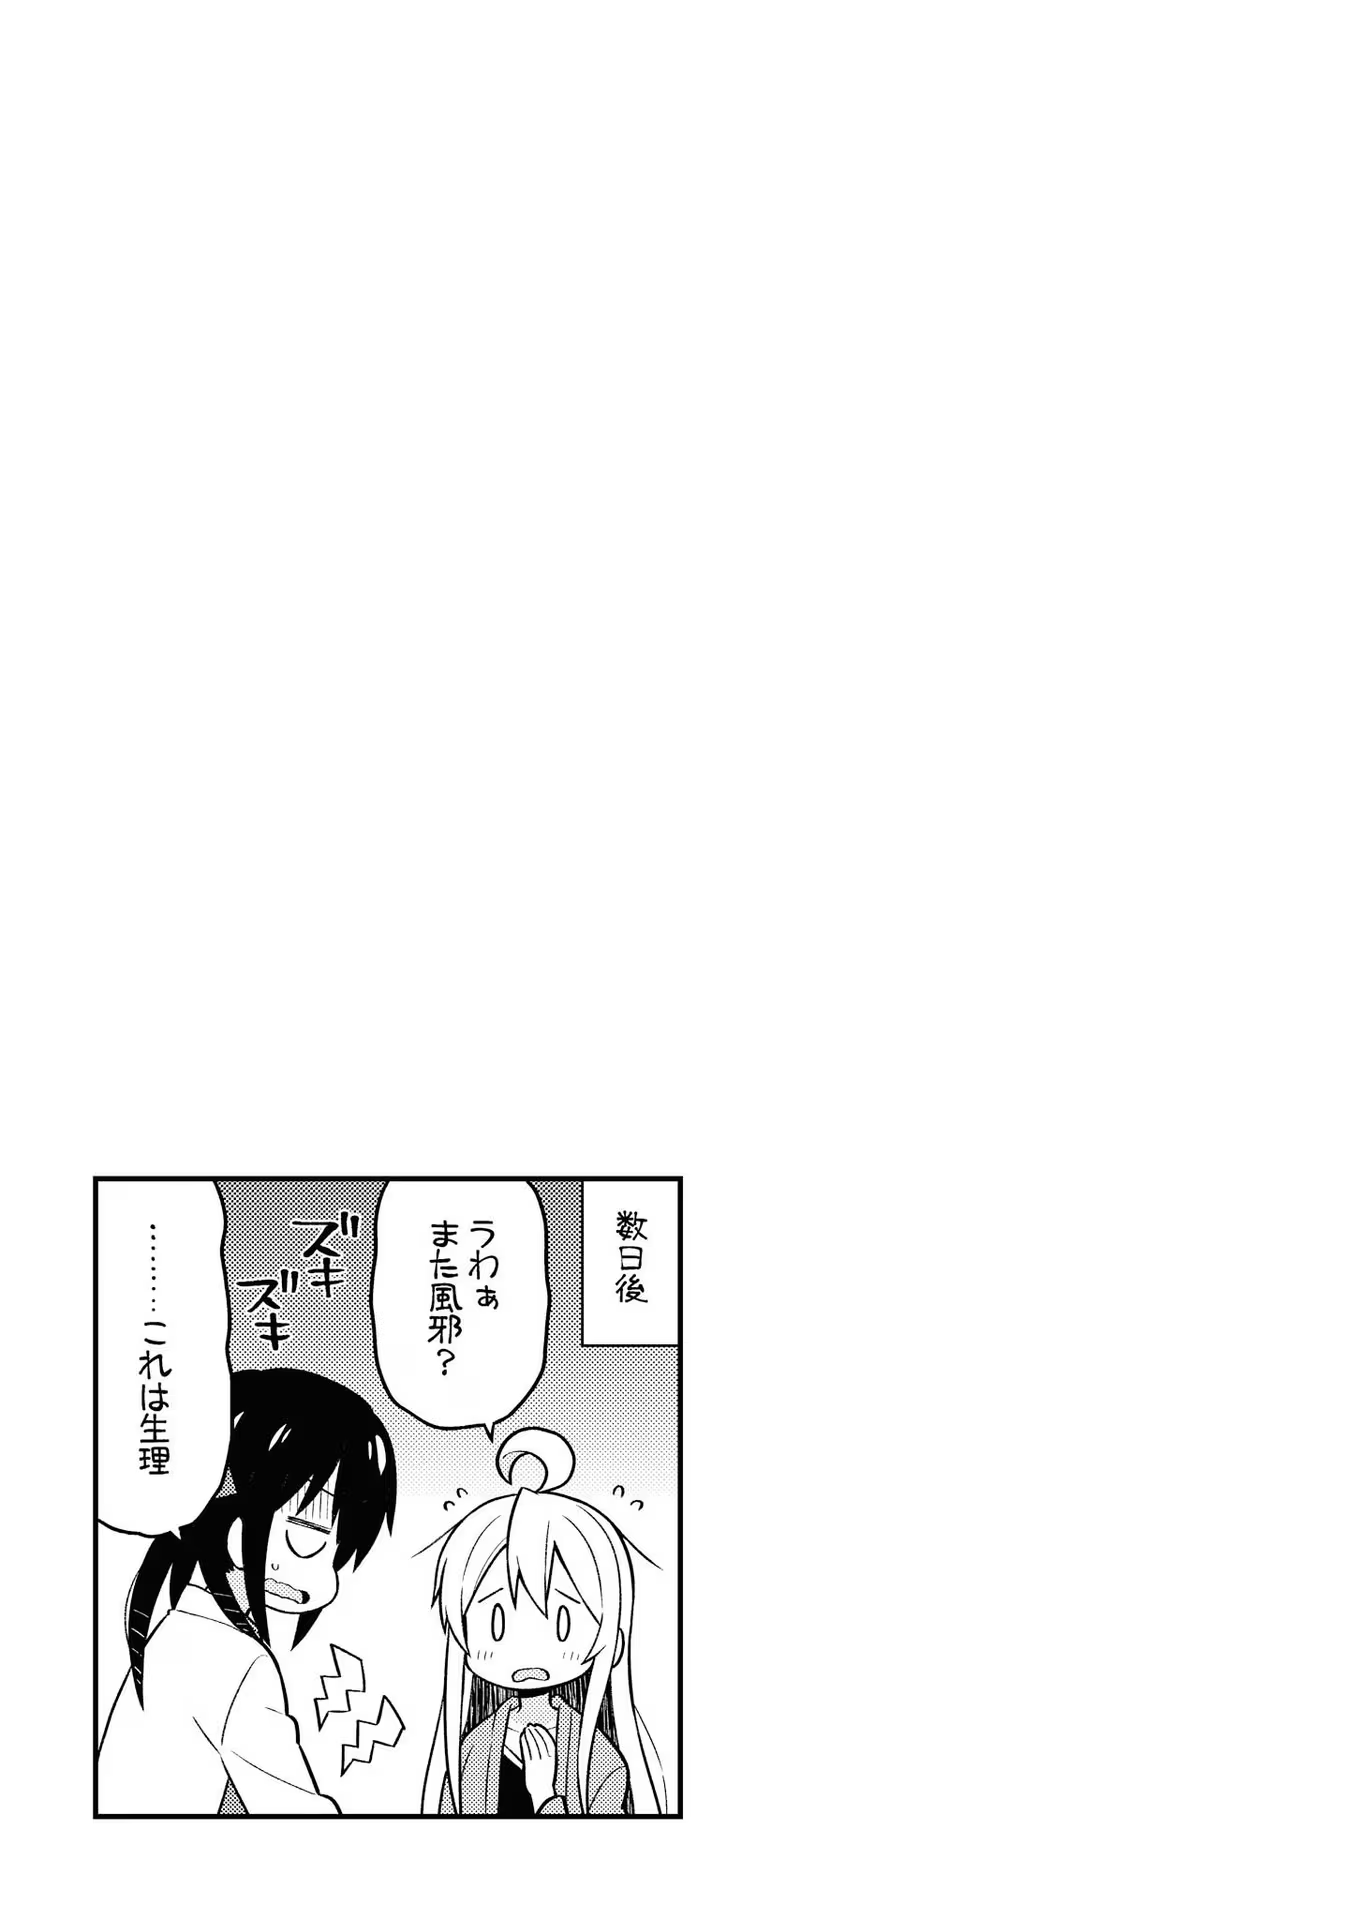 数日後
うわぁ
また風邪?
ズキ
ズキ
………これは生理